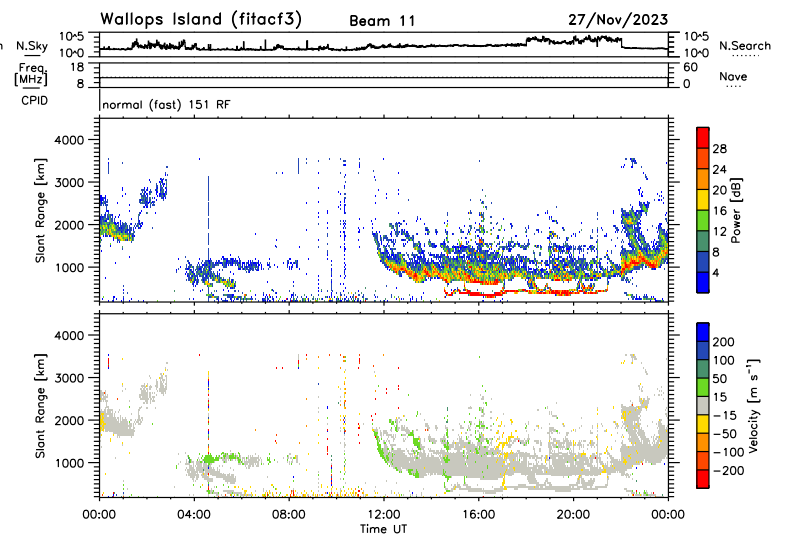 Wallops Island (fitacf3) Beam 11 27/Nov/2023
n N.Sky 10^5 10^0 10^5 10^0 N.Search
Freq. [MHz] 18 8 60 0 Nave
CPID normal (fast) 151 RF
Slant Range [km] 4000 3000 2000 1000
28 24 20 16 12 8 4 Power [dB]
Slant Range [km] 4000 3000 2000 1000
200 100 50 15 −15 −50 −100 −200 Velocity [m s⁻¹]
00:00 04:00 08:00 12:00 16:00 20:00 00:00
Time UT